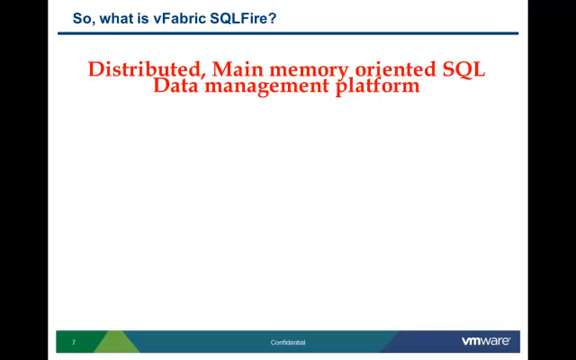 So, what is vFabric SQLFire?
Distributed, Main memory oriented SQL
Data management platform
7
Confidential
vmware®